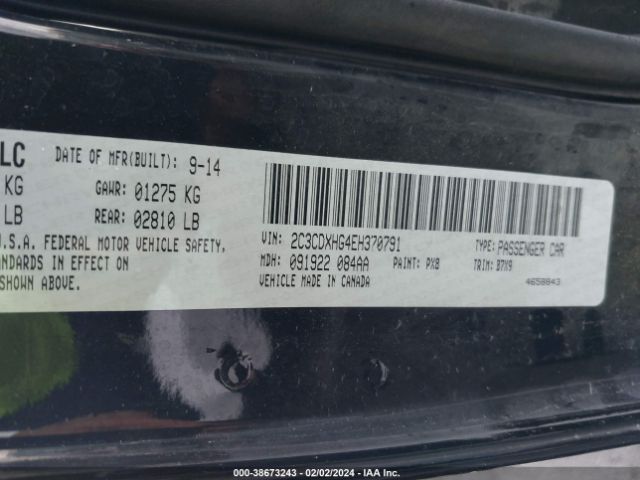 LC DATE OF MFR(BUILT): 9-14
KG GAWR: 01275 KG
LB REAR: 02810 LB
U.S.A. FEDERAL MOTOR VEHICLE SAFETY,
ANDARDS IN EFFECT ON
SHOWN ABOVE.
VIN: 2C3CDXHG4EH370791 TYPE: PASSENGER CAR
MDH: 091922 084AA PAINT: PX8 TRIM: B7X9
VEHICLE MADE IN CANADA 4658843
000-38673243 - 02/02/2024 - IAA Inc.